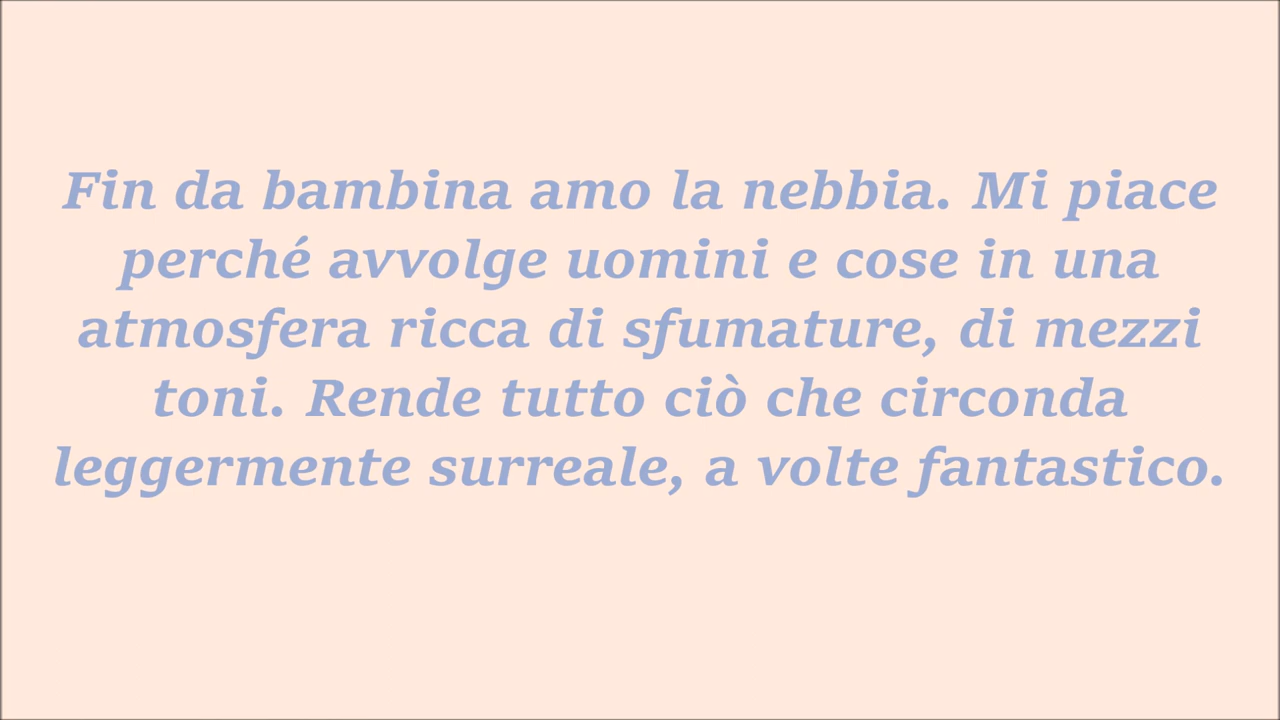 Fin da bambina amo la nebbia. Mi piace
perché avvolge uomini e cose in una
atmosfera ricca di sfumature, di mezzi
toni. Rende tutto ciò che circonda
leggermente surreale, a volte fantastico.